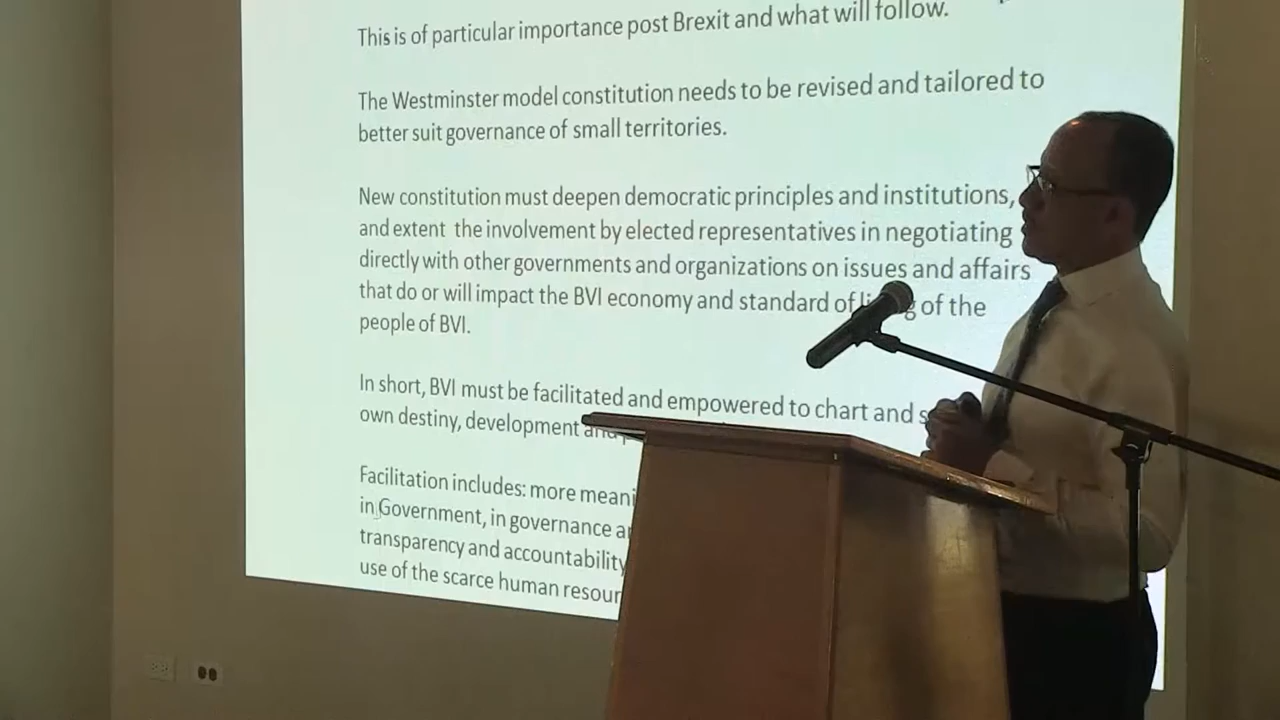 This is of particular importance post Brexit and what will follow.
The Westminster model constitution needs to be revised and tailored to
better suit governance of small territories.
New constitution must deepen democratic principles and institutions,
and extent the involvement by elected representatives in negotiating
directly with other governments and organizations on issues and affairs
that do or will impact the BVI economy and standard of of the
people of BVI.
In short, BVI must be facilitated and empowered to chart and
own destiny, development and
Facilitation includes: more
in Government, in governance
transparency and accountability
use of the scarce human